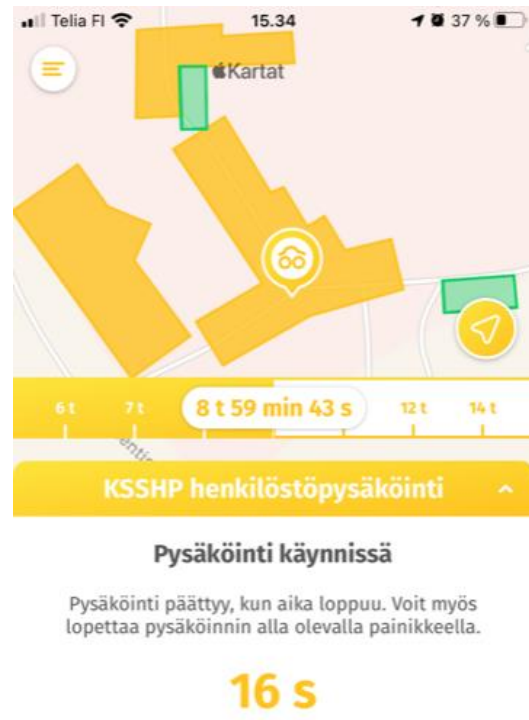 Telia FI 15.34 37 %
Kartat
6 t 7 t 8 t 59 min 43 s 12 t 14 t
KSSHP henkilöstöpysäköinti
Pysäköinti käynnissä
Pysäköinti päättyy, kun aika loppuu. Voit myös
lopettaa pysäköinnin alla olevalla painikkeella.
16 s